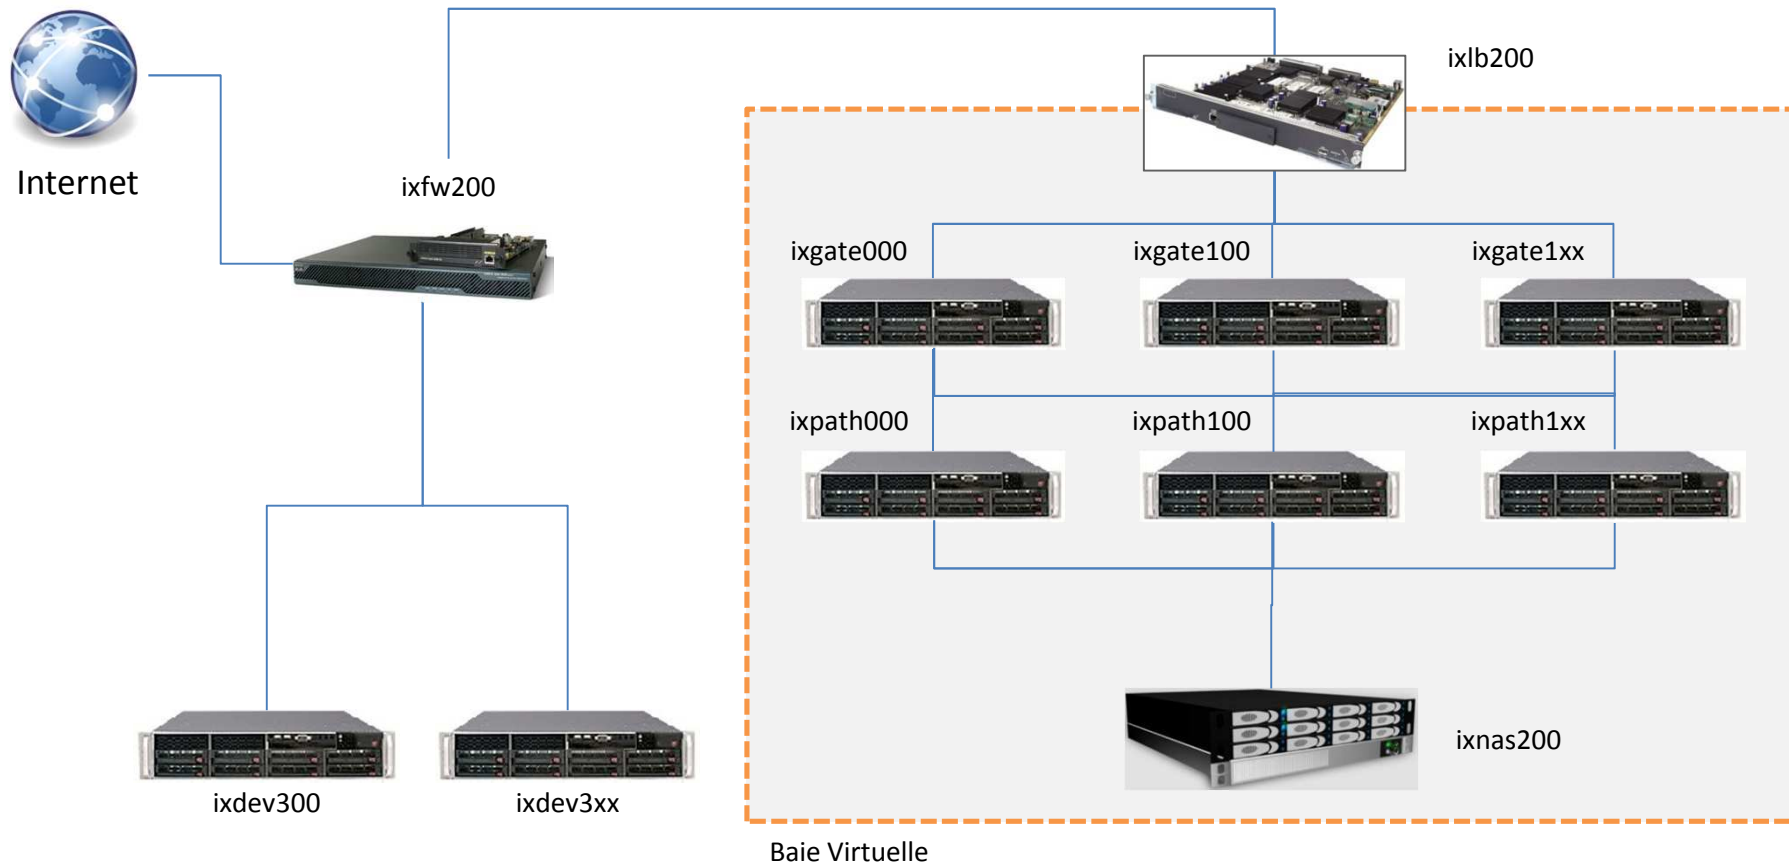 ixlb200
Internet
ixfw200
ixgate000
ixgate100
ixgate1xx
ixpath000
ixpath100
ixpath1xx
ixnas200
ixdev300
ixdev3xx
Baie Virtuelle